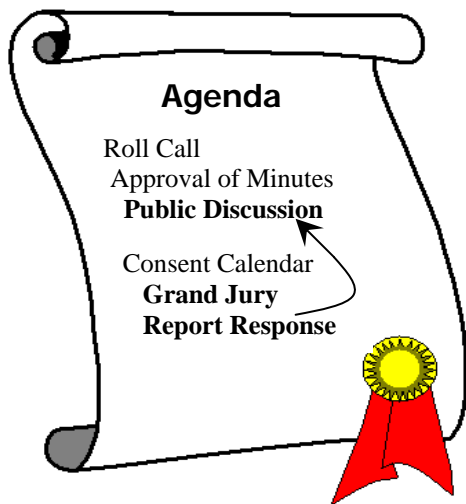 Agenda
Roll Call
Approval of Minutes
Public Discussion
Consent Calendar
Grand Jury
Report Response